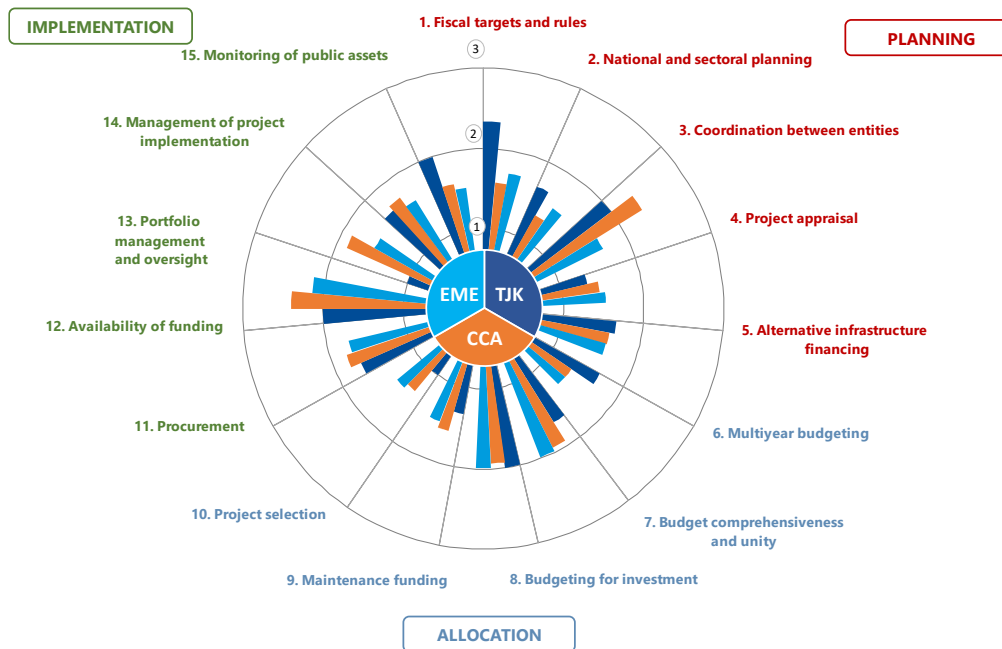 IMPLEMENTATION
PLANNING
1. Fiscal targets and rules
2. National and sectoral planning
3. Coordination between entities
4. Project appraisal
5. Alternative infrastructure
financing
6. Multiyear budgeting
7. Budget comprehensiveness
and unity
8. Budgeting for investment
9. Maintenance funding
10. Project selection
11. Procurement
12. Availability of funding
13. Portfolio
management
and oversight
14. Management of project
implementation
15. Monitoring of public assets
3
2
1
EME
TJK
CCA
ALLOCATION